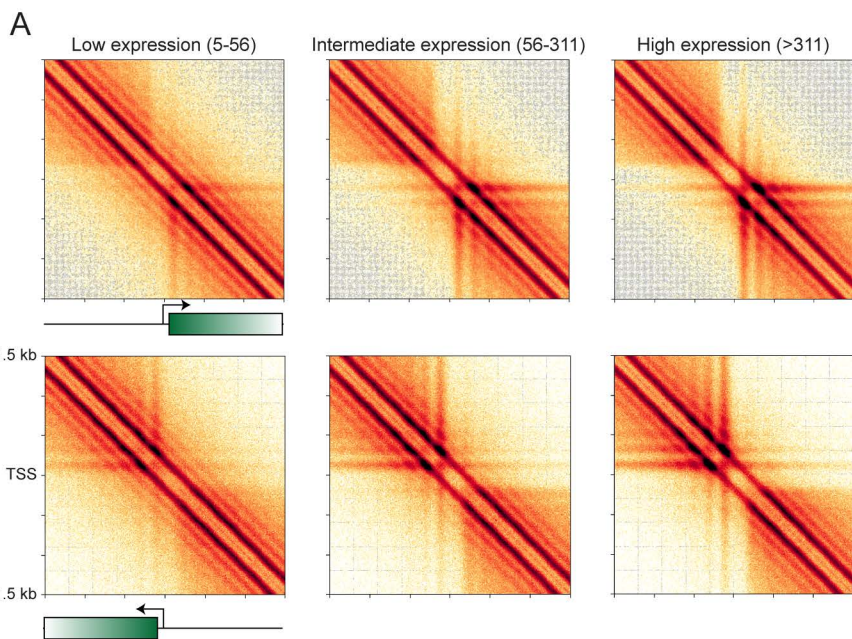 A
Low expression (5-56)
Intermediate expression (56-311)
High expression (>311)
.5 kb
TSS
.5 kb